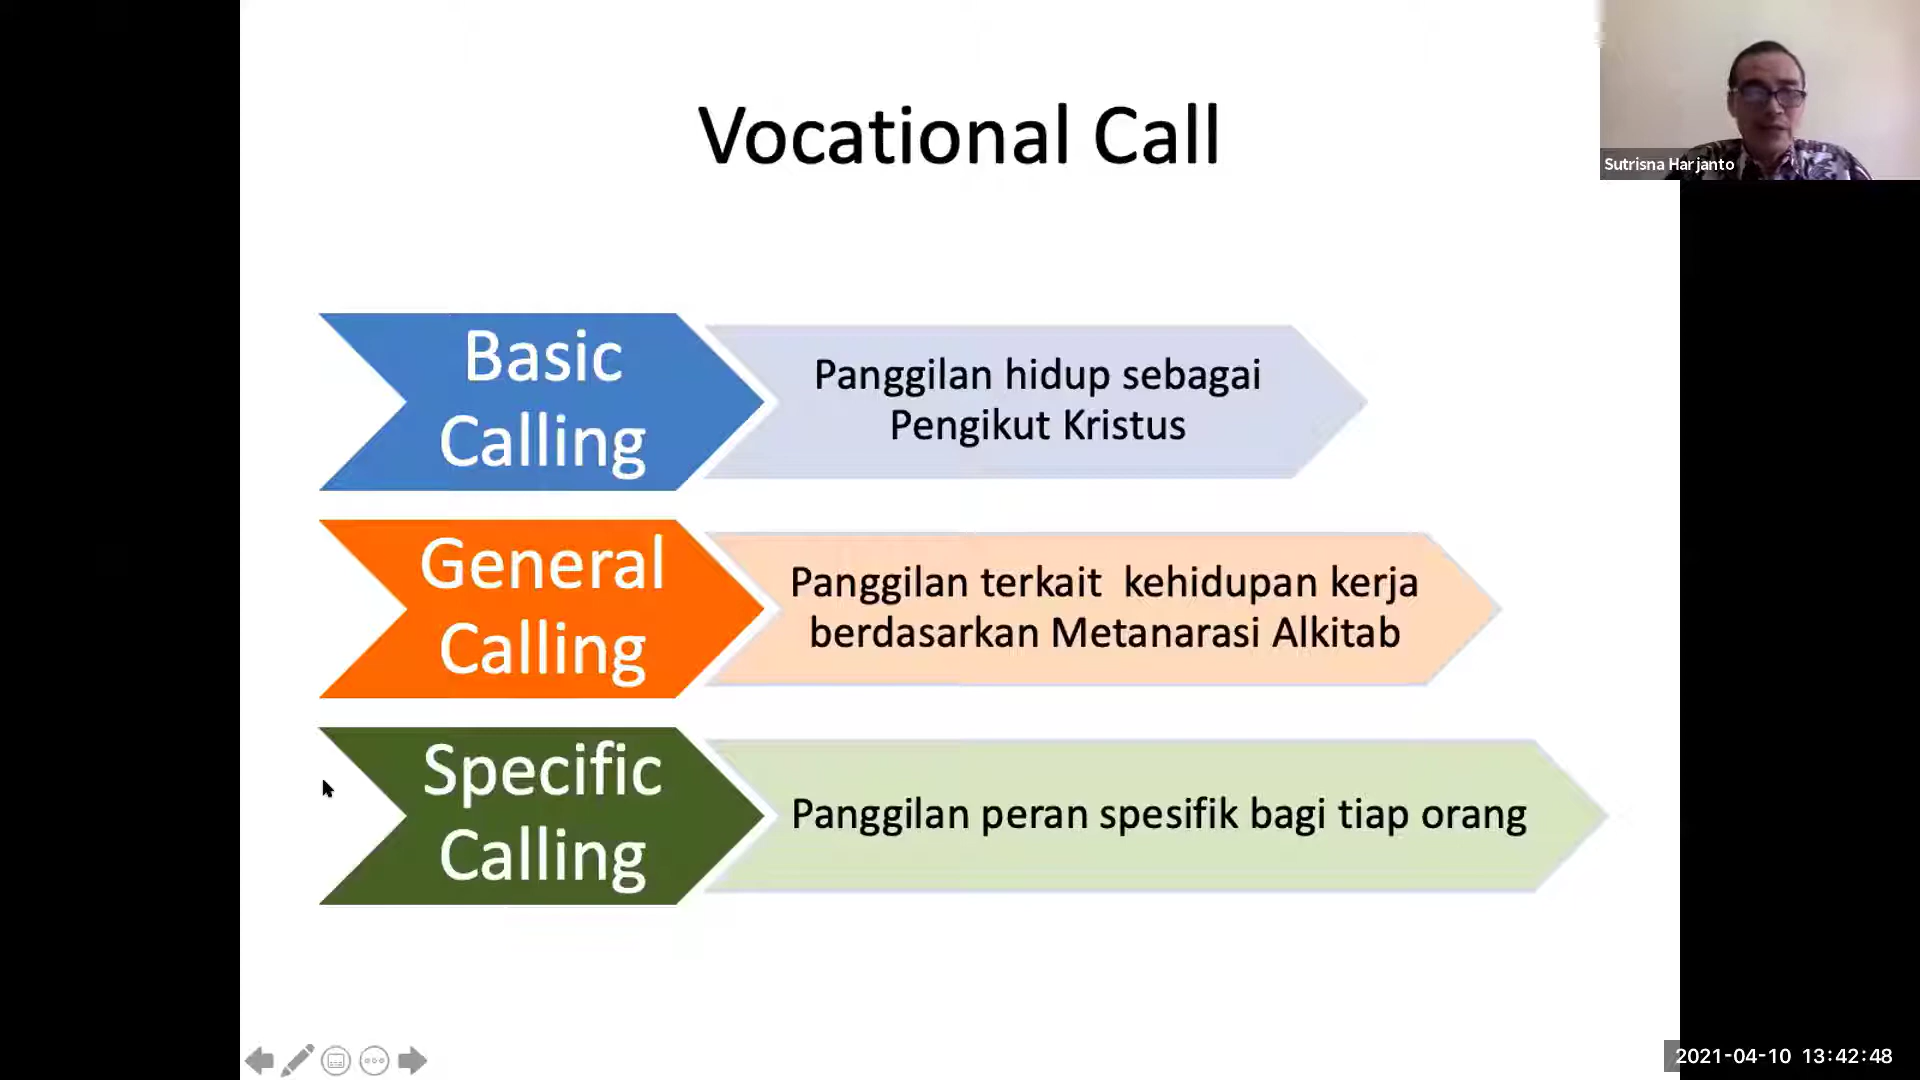 Vocational Call
Sutrisna Harjanto
Basic
Calling
Panggilan hidup sebagai
Pengikut Kristus
General
Calling
Panggilan terkait kehidupan kerja
berdasarkan Metanarasi Alkitab
Specific
Calling
Panggilan peran spesifik bagi tiap orang
2021-04-10 13:42:48